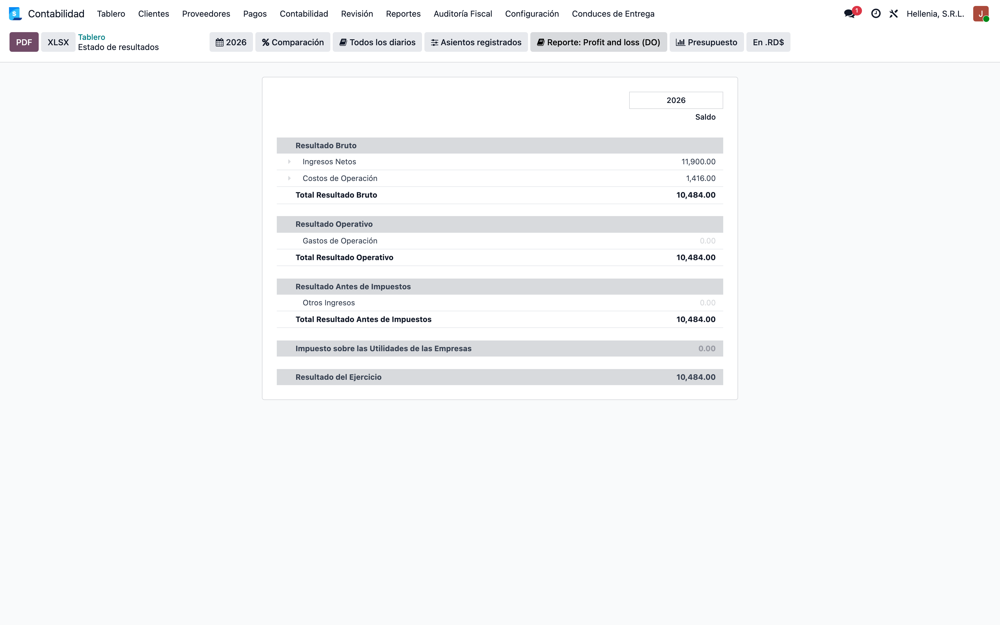 Contabilidad Tablero Clientes Proveedores Pagos Contabilidad Revisión Reportes Auditoría Fiscal Configuración Conduces de Entrega 1 Hellenia, S.R.L. J
PDF XLSX Tablero
Estado de resultados
2026 % Comparación Todos los diarios Asientos registrados Reporte: Profit and loss (DO) Presupuesto En .RD$
2026
Saldo
Resultado Bruto
Ingresos Netos 11,900.00
Costos de Operación 1,416.00
Total Resultado Bruto 10,484.00
Resultado Operativo
Gastos de Operación 0.00
Total Resultado Operativo 10,484.00
Resultado Antes de Impuestos
Otros Ingresos 0.00
Total Resultado Antes de Impuestos 10,484.00
Impuesto sobre las Utilidades de las Empresas 0.00
Resultado del Ejercicio 10,484.00